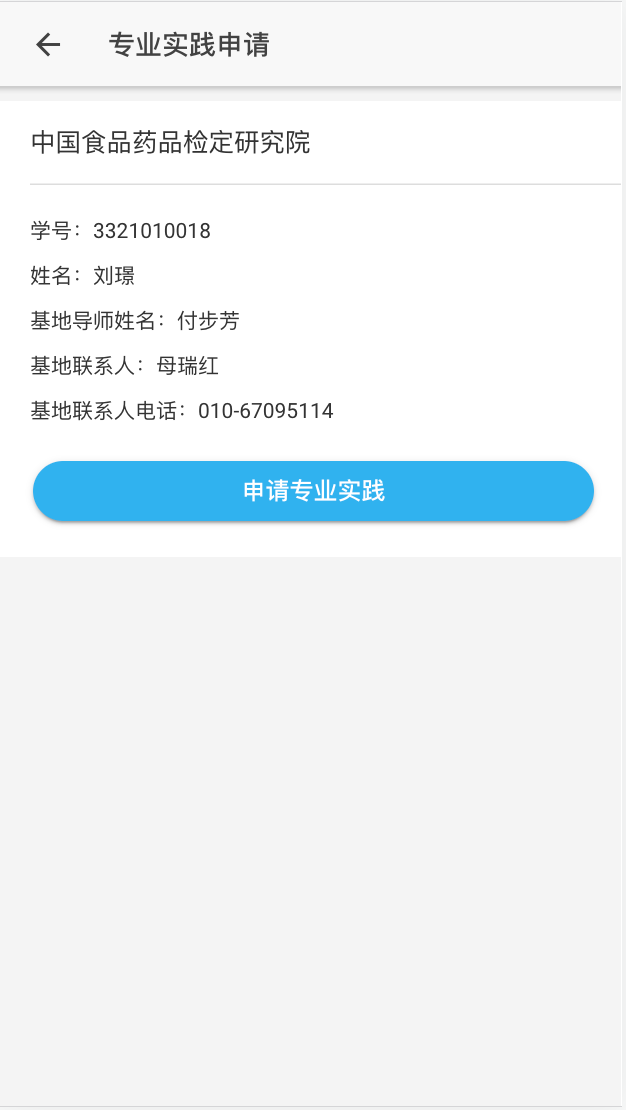 专业实践申请
中国食品药品检定研究院
学号：3321010018
姓名：刘璟
基地导师姓名：付步芳
基地联系人：母瑞红
基地联系人电话：010-67095114
申请专业实践